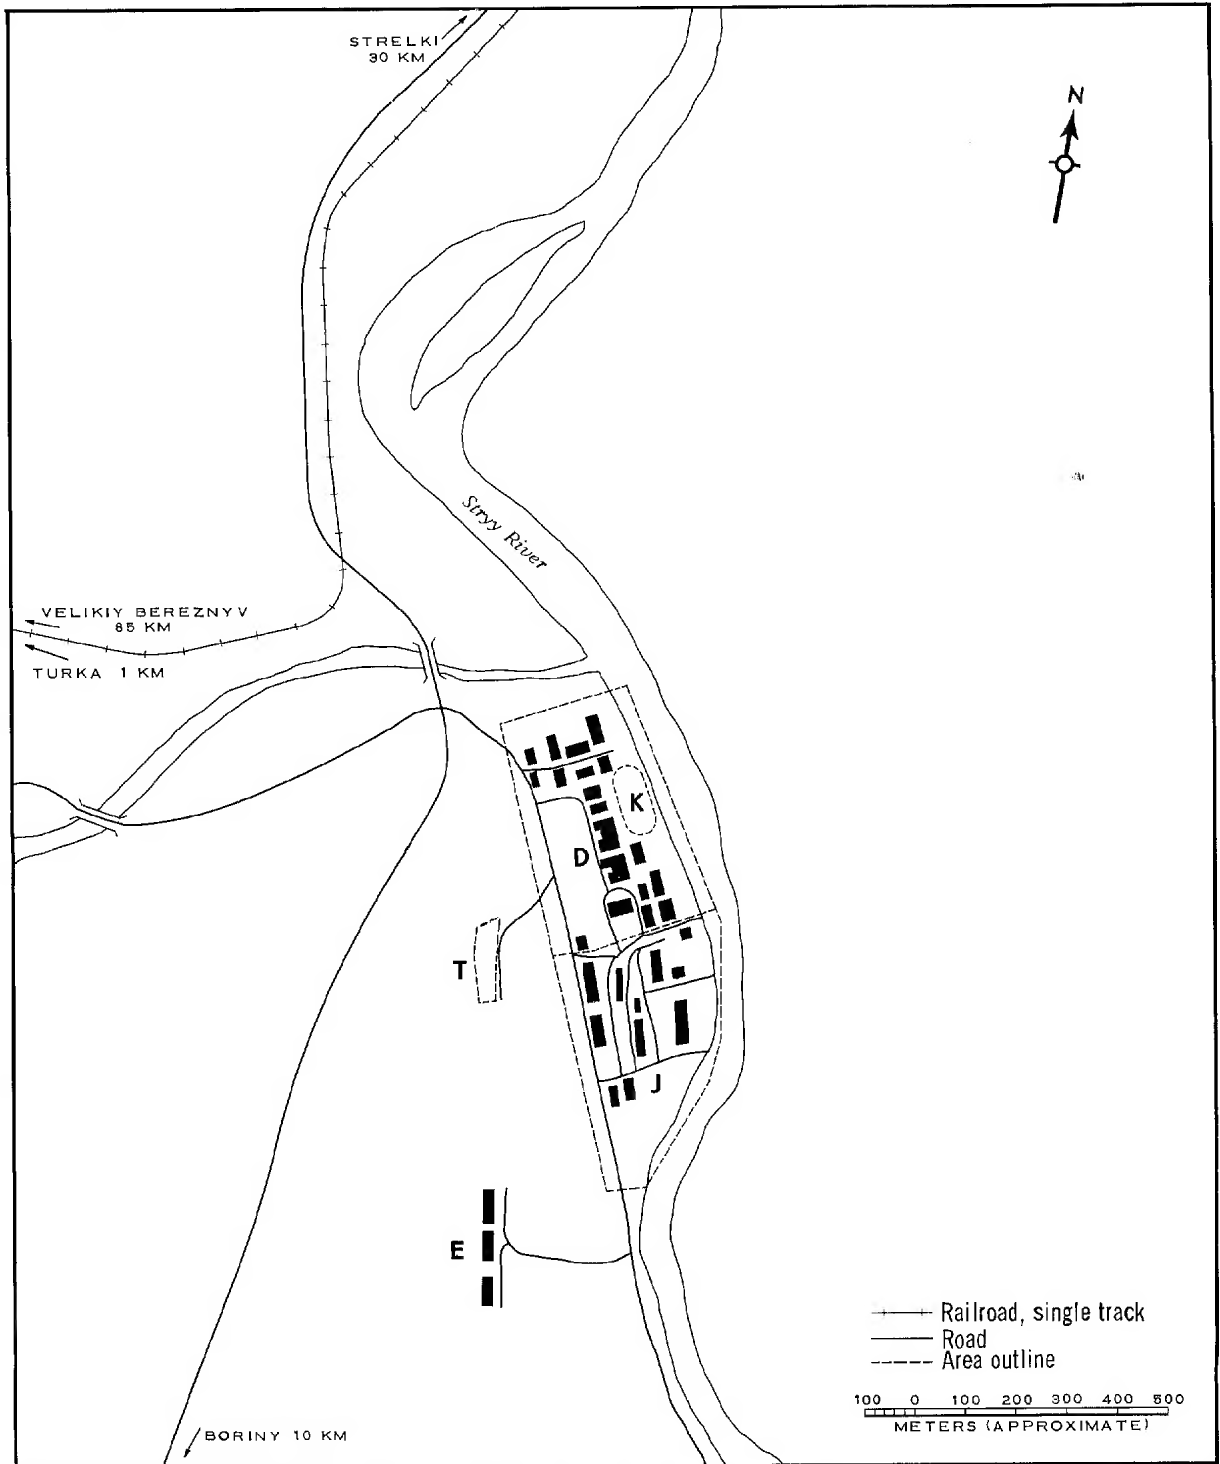 STRELKI
30 KM
N
Stryy River
VELIKIY BEREZNYV
85 KM
TURKA 1 KM
K
D
T
J
E
Railroad, single track
Road
Area outline
100 0 100 200 300 400 500
METERS (APPROXIMATE)
BORINY 10 KM